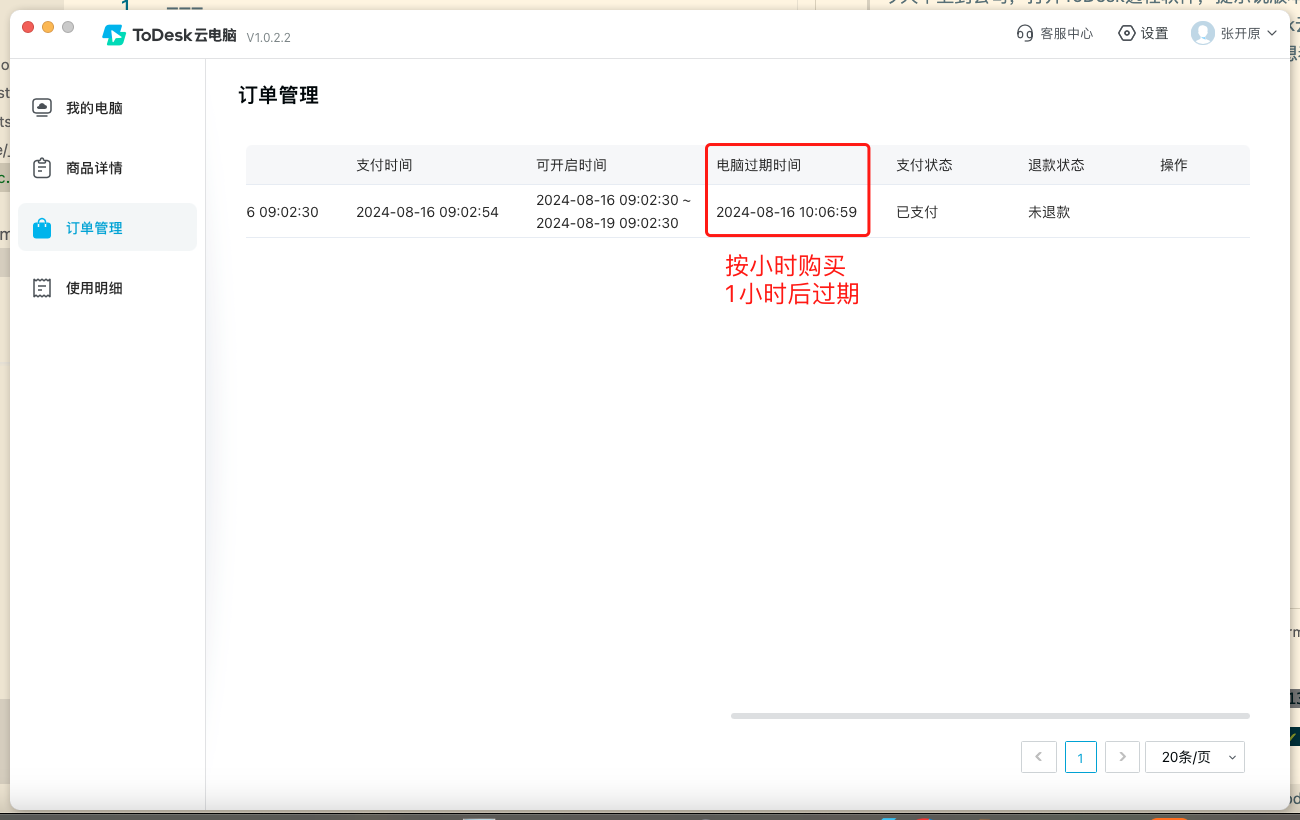 ToDesk云电脑 V1.0.2.2
客服中心
设置
张开原
我的电脑
商品详情
订单管理
使用明细
订单管理
支付时间 可开启时间 电脑过期时间 支付状态 退款状态 操作
6 09:02:30 2024-08-16 09:02:54 2024-08-16 09:02:30 ~ 2024-08-16 10:06:59 已支付 未退款
2024-08-19 09:02:30
按小时购买
1小时后过期
1
20条/页